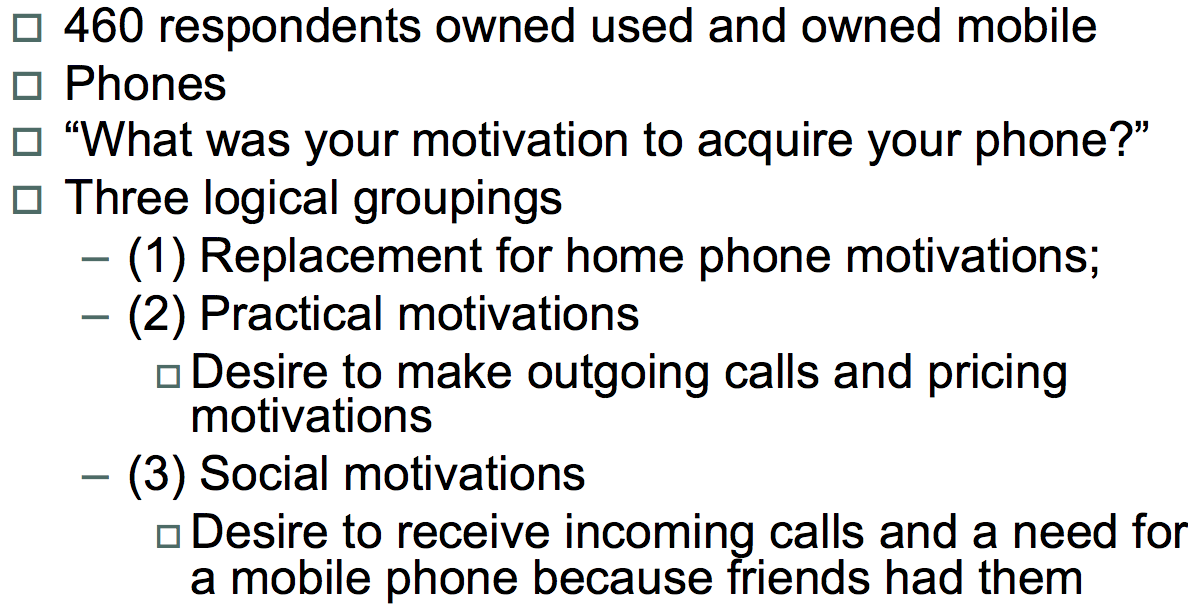 460 respondents owned used and owned mobile
Phones
“What was your motivation to acquire your phone?”
Three logical groupings
– (1) Replacement for home phone motivations;
– (2) Practical motivations
Desire to make outgoing calls and pricing
motivations
– (3) Social motivations
Desire to receive incoming calls and a need for
a mobile phone because friends had them